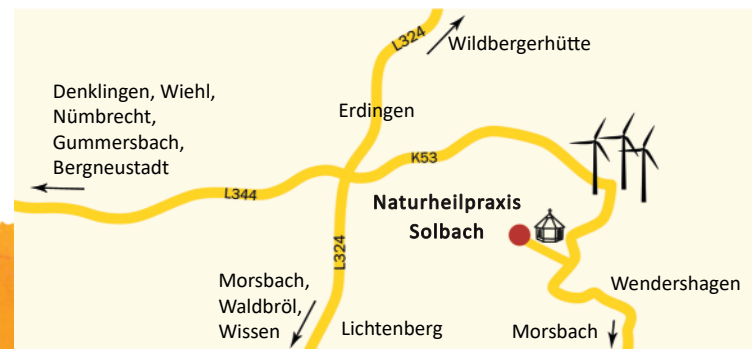 L324
Wildbergerhütte
Denklingen, Wiehl,
Nümbrecht,
Gummersbach,
Bergneustadt
Erdingen
K53
L344
Naturheilpraxis
Solbach
L324
Morsbach,
Waldbröl,
Wissen
Lichtenberg
Wendershagen
Morsbach